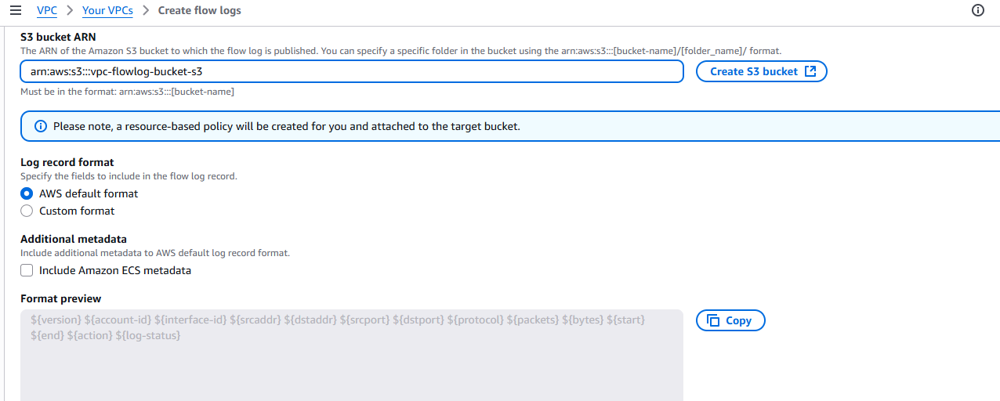 VPC > Your VPCs > Create flow logs
S3 bucket ARN
The ARN of the Amazon S3 bucket to which the flow log is published. You can specify a specific folder in the bucket using the arn:aws:s3:::[bucket-name]/[folder_name]/ format.
arn:aws:s3:::vpc-flowlog-bucket-s3
Create S3 bucket
Must be in the format: arn:aws:s3:::[bucket-name]
Please note, a resource-based policy will be created for you and attached to the target bucket.
Log record format
Specify the fields to include in the flow log record.
AWS default format
Custom format
Additional metadata
Include additional metadata to AWS default log record format.
Include Amazon ECS metadata
Format preview
${version} ${account-id} ${interface-id} ${srcaddr} ${dstaddr} ${srcport} ${dstport} ${protocol} ${packets} ${bytes} ${start}
${end} ${action} ${log-status}
Copy